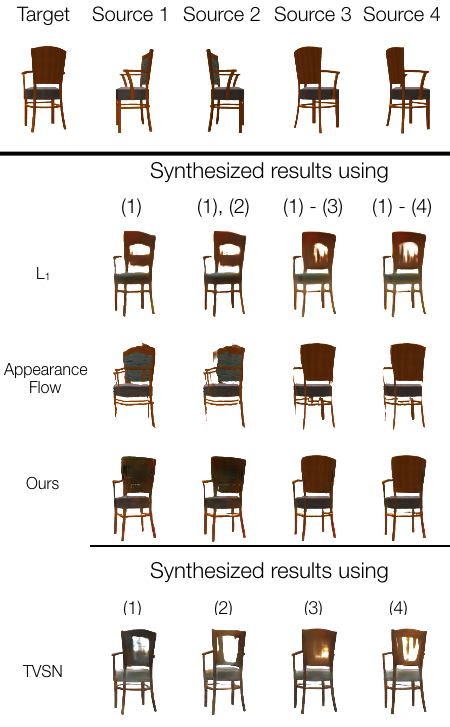 Target Source 1 Source 2 Source 3 Source 4
Synthesized results using
(1) (1), (2) (1) - (3) (1) - (4)
L₁
Appearance
Flow
Ours
Synthesized results using
(1) (2) (3) (4)
TVSN